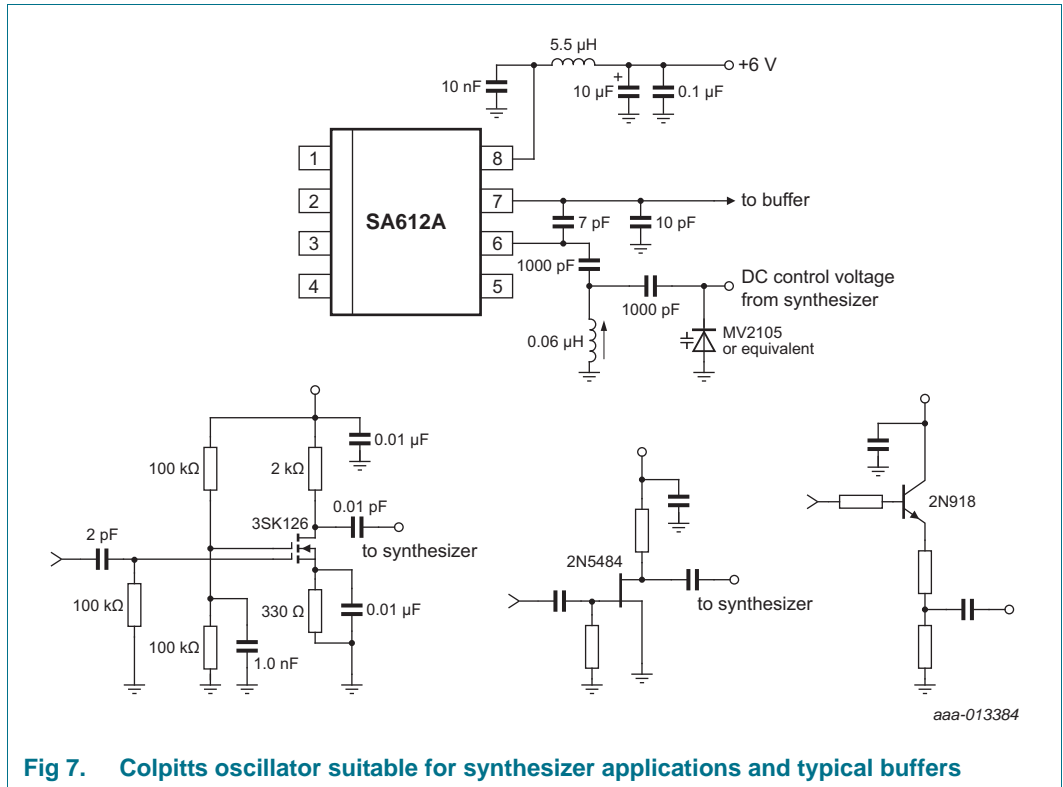 5.5 µH
+6 V
10 nF
+
10 µF
0.1 µF
1
8
2
7
to buffer
SA612A
7 pF
10 pF
3
6
1000 pF
4
5
DC control voltage
from synthesizer
1000 pF
0.06 µH
MV2105
or equivalent
0.01 µF
100 kΩ
2 kΩ
0.01 pF
3SK126
to synthesizer
2 pF
100 kΩ
330 Ω
0.01 µF
100 kΩ
1.0 nF
2N5484
to synthesizer
2N918
aaa-013384
Fig 7. Colpitts oscillator suitable for synthesizer applications and typical buffers